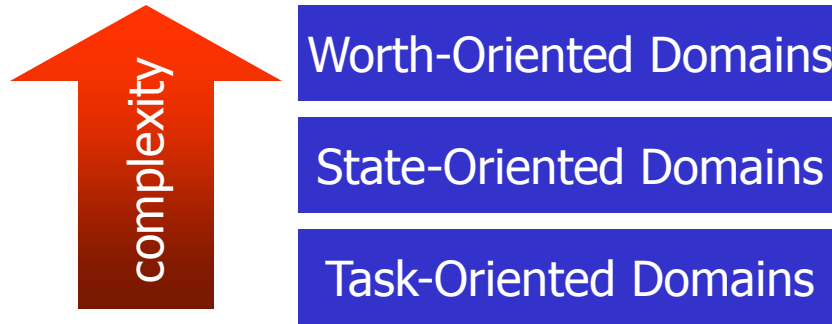 complexity
Worth-Oriented Domains
State-Oriented Domains
Task-Oriented Domains